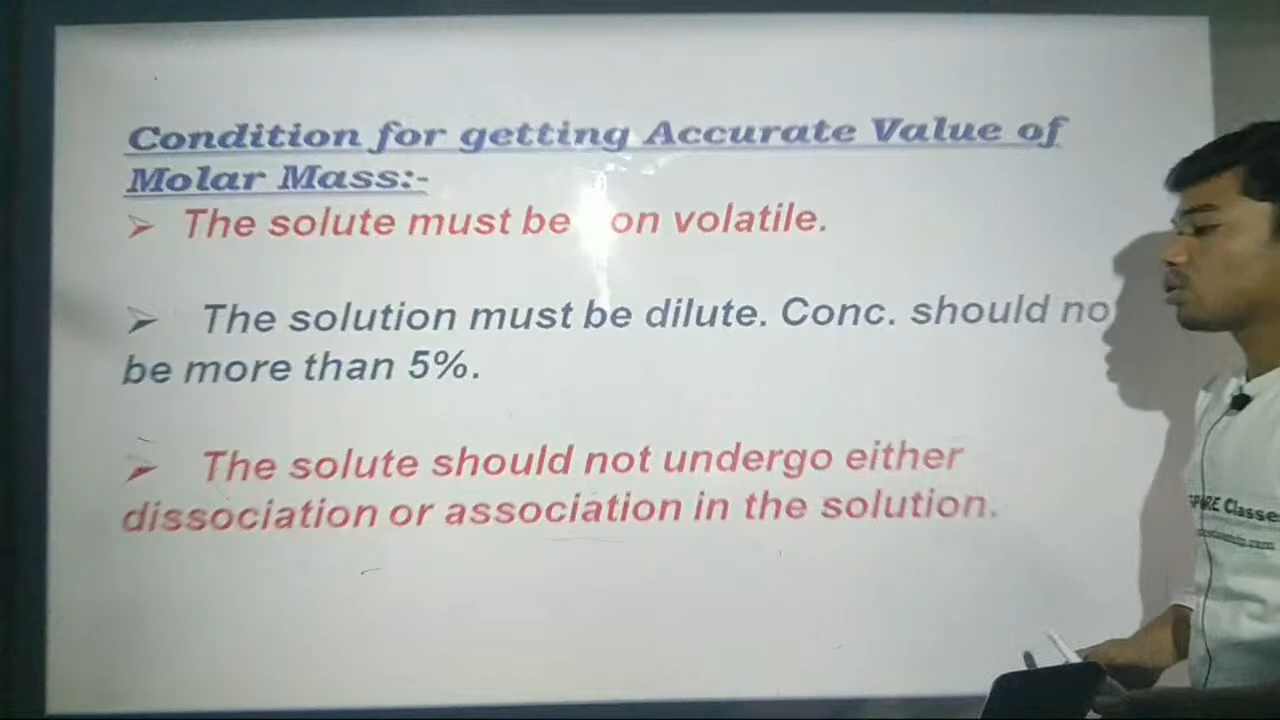 Condition for getting Accurate Value of
Molar Mass:-
➢ The solute must be on volatile.
➢ The solution must be dilute. Conc. should no
be more than 5%.
➢ The solute should not undergo either
dissociation or association in the solution.
Classe